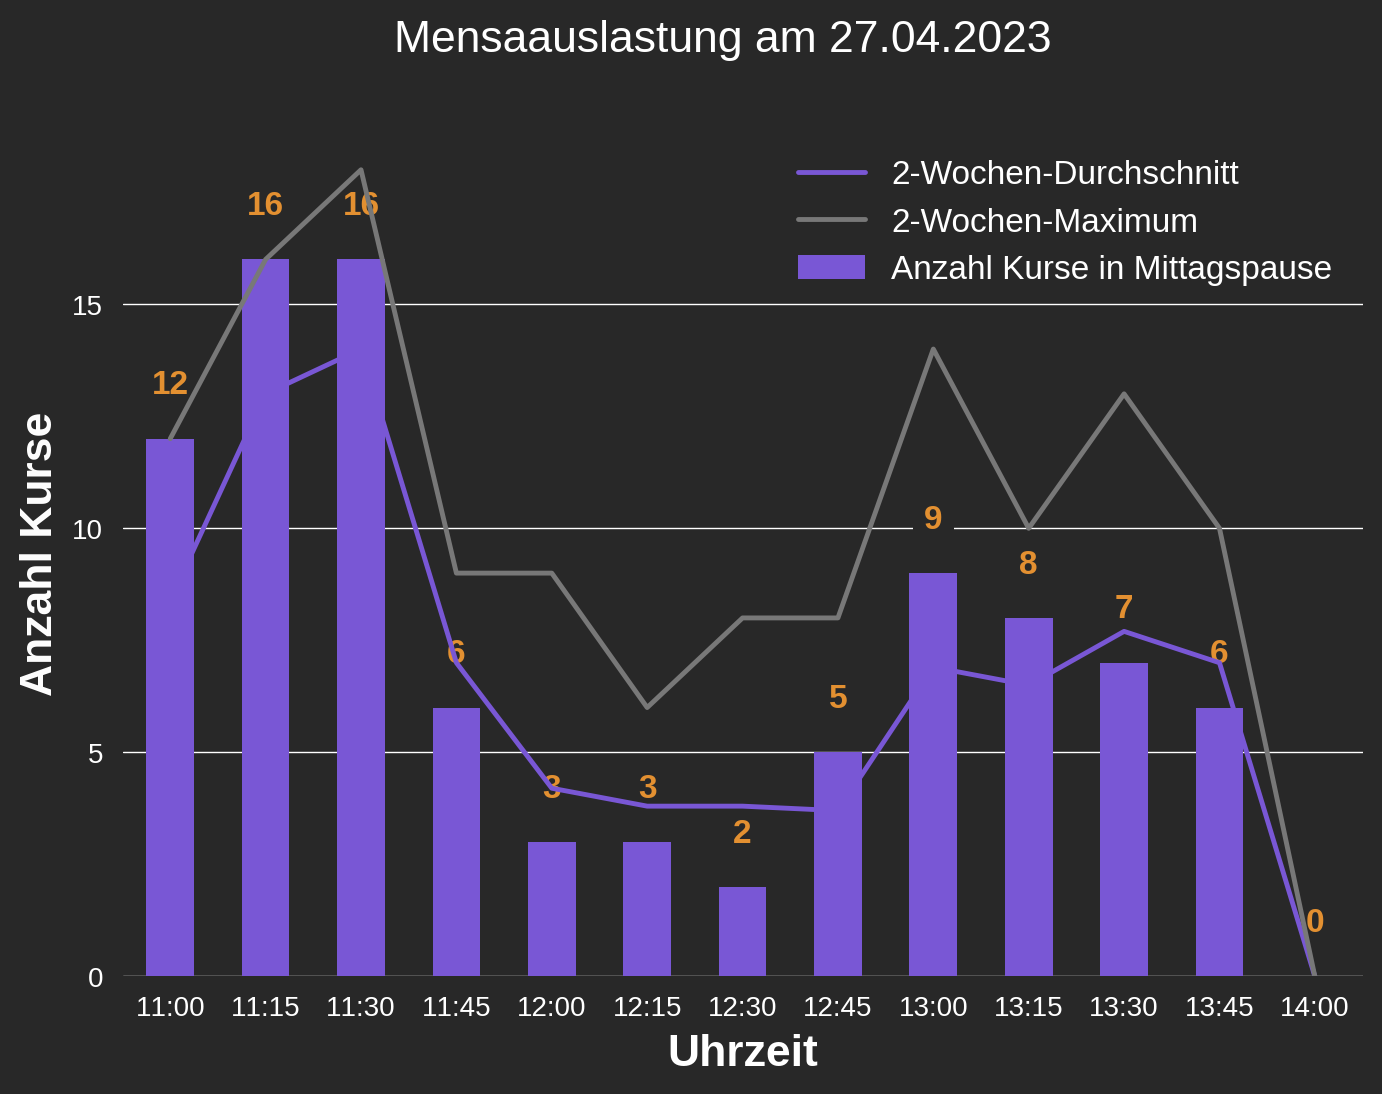 Mensaauslastung am 27.04.2023
2-Wochen-Durchschnitt
2-Wochen-Maximum
Anzahl Kurse in Mittagspause
Anzahl Kurse
15
10
5
0
12
16
16
6
3
3
2
5
9
8
7
6
0
11:00 11:15 11:30 11:45 12:00 12:15 12:30 12:45 13:00 13:15 13:30 13:45 14:00
Uhrzeit